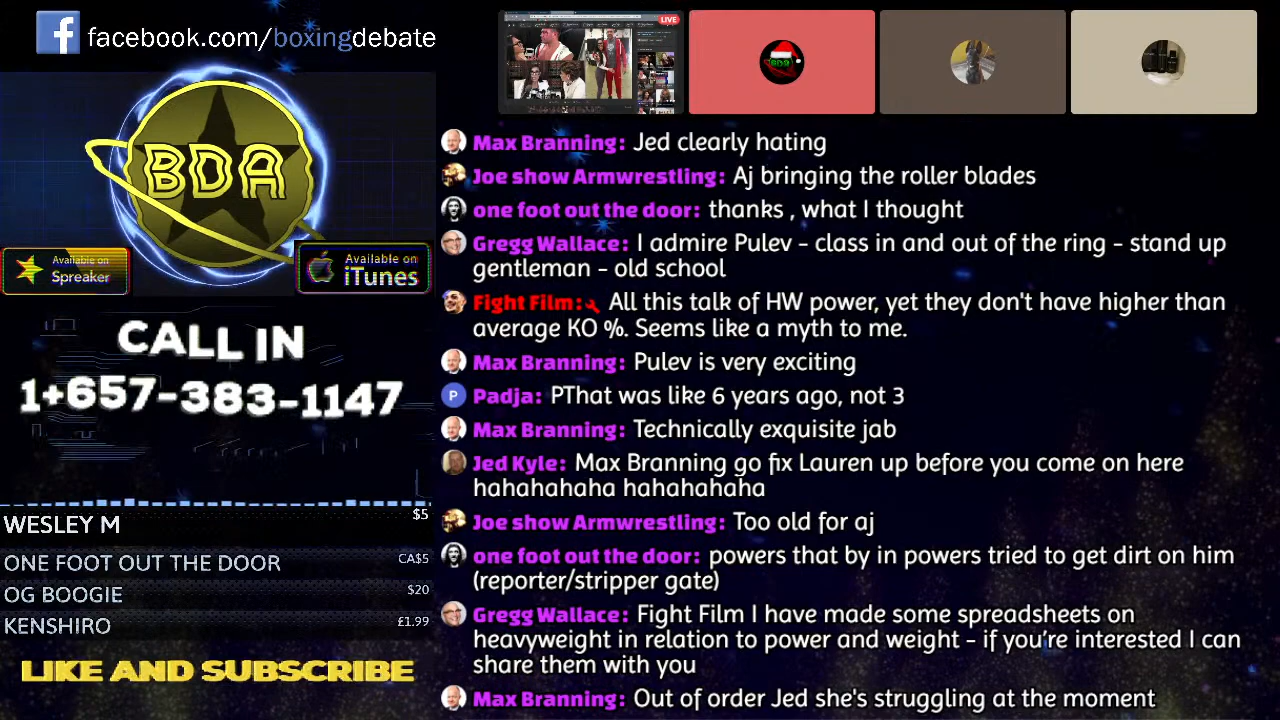 facebook.com/boxingdebate
LIVE
BDA
BDA
Available on
Spreaker
Available on
iTunes
CALL IN
1+657-383-1147
WESLEY M $5
ONE FOOT OUT THE DOOR CA$5
OG BOOGIE $20
KENSHIRO £1.99
LIKE AND SUBSCRIBE
Max Branning: Jed clearly hating
Joe show Armwrestling: Aj bringing the roller blades
one foot out the door: thanks , what I thought
Gregg Wallace: I admire Pulev - class in and out of the ring - stand up
gentleman - old school
Fight Film: All this talk of HW power, yet they don't have higher than
average KO %. Seems like a myth to me.
Max Branning: Pulev is very exciting
P Padja: PThat was like 6 years ago, not 3
Max Branning: Technically exquisite jab
Jed Kyle: Max Branning go fix Lauren up before you come on here
hahahahaha hahahahaha
Joe show Armwrestling: Too old for aj
one foot out the door: powers that by in powers tried to get dirt on him
(reporter/stripper gate)
Gregg Wallace: Fight Film I have made some spreadsheets on
heavyweight in relation to power and weight - if you’re interested I can
share them with you
Max Branning: Out of order Jed she's struggling at the moment